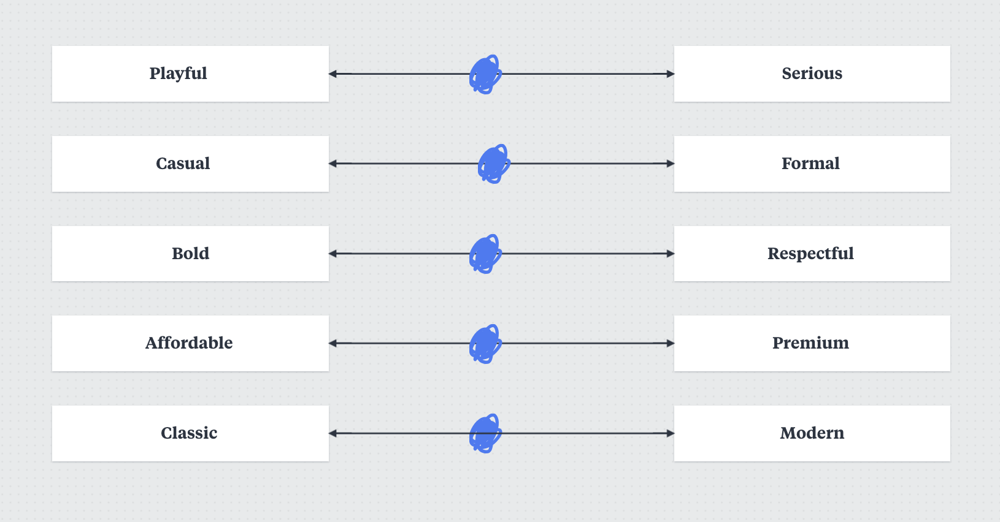 Playful
Serious
Casual
Formal
Bold
Respectful
Affordable
Premium
Classic
Modern